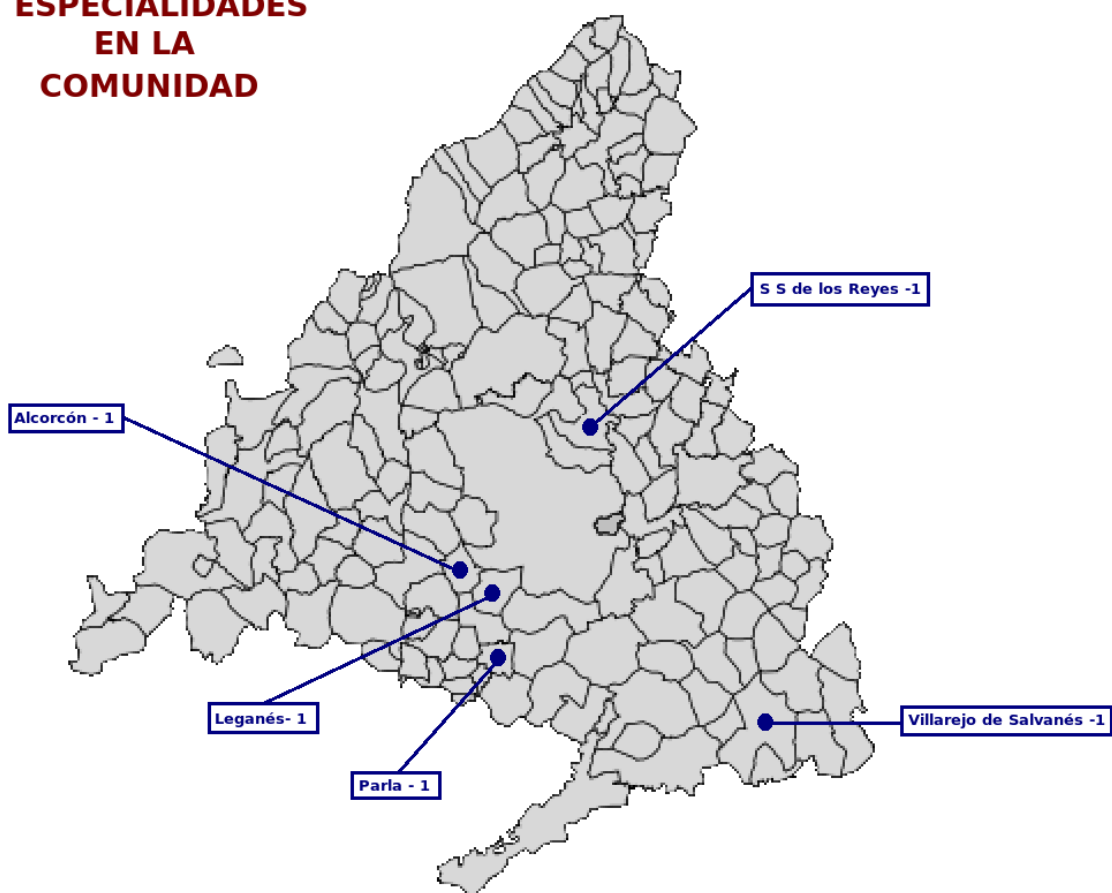 ESPECIALIDADES
EN LA
COMUNIDAD
S S de los Reyes -1
Alcorcón - 1
Leganés- 1
Villarejo de Salvanés -1
Parla - 1